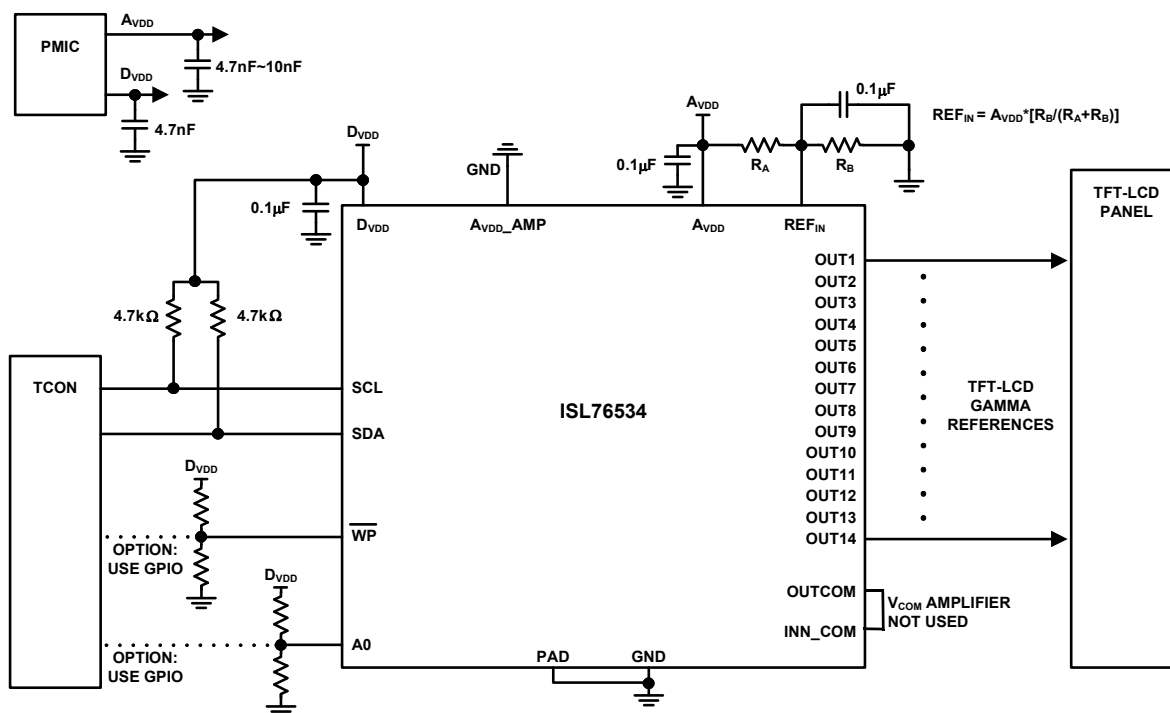 PMIC
AVDD
4.7nF~10nF
DVDD
4.7nF
DVDD
0.1μF
GND
AVDD
0.1μF
RA
RB
0.1μF
REFIN = AVDD*[RB/(RA+RB)]
4.7kΩ
4.7kΩ
DVDD
AVDD_AMP
AVDD
REFIN
TCON
SCL
SDA
WP
A0
DVDD
OPTION:
USE GPIO
DVDD
OPTION:
USE GPIO
ISL76534
PAD
GND
OUT1
OUT2
OUT3
OUT4
OUT5
OUT6
OUT7
OUT8
OUT9
OUT10
OUT11
OUT12
OUT13
OUT14
OUTCOM
INN_COM
VCOM AMPLIFIER
NOT USED
TFT-LCD
GAMMA
REFERENCES
TFT-LCD
PANEL